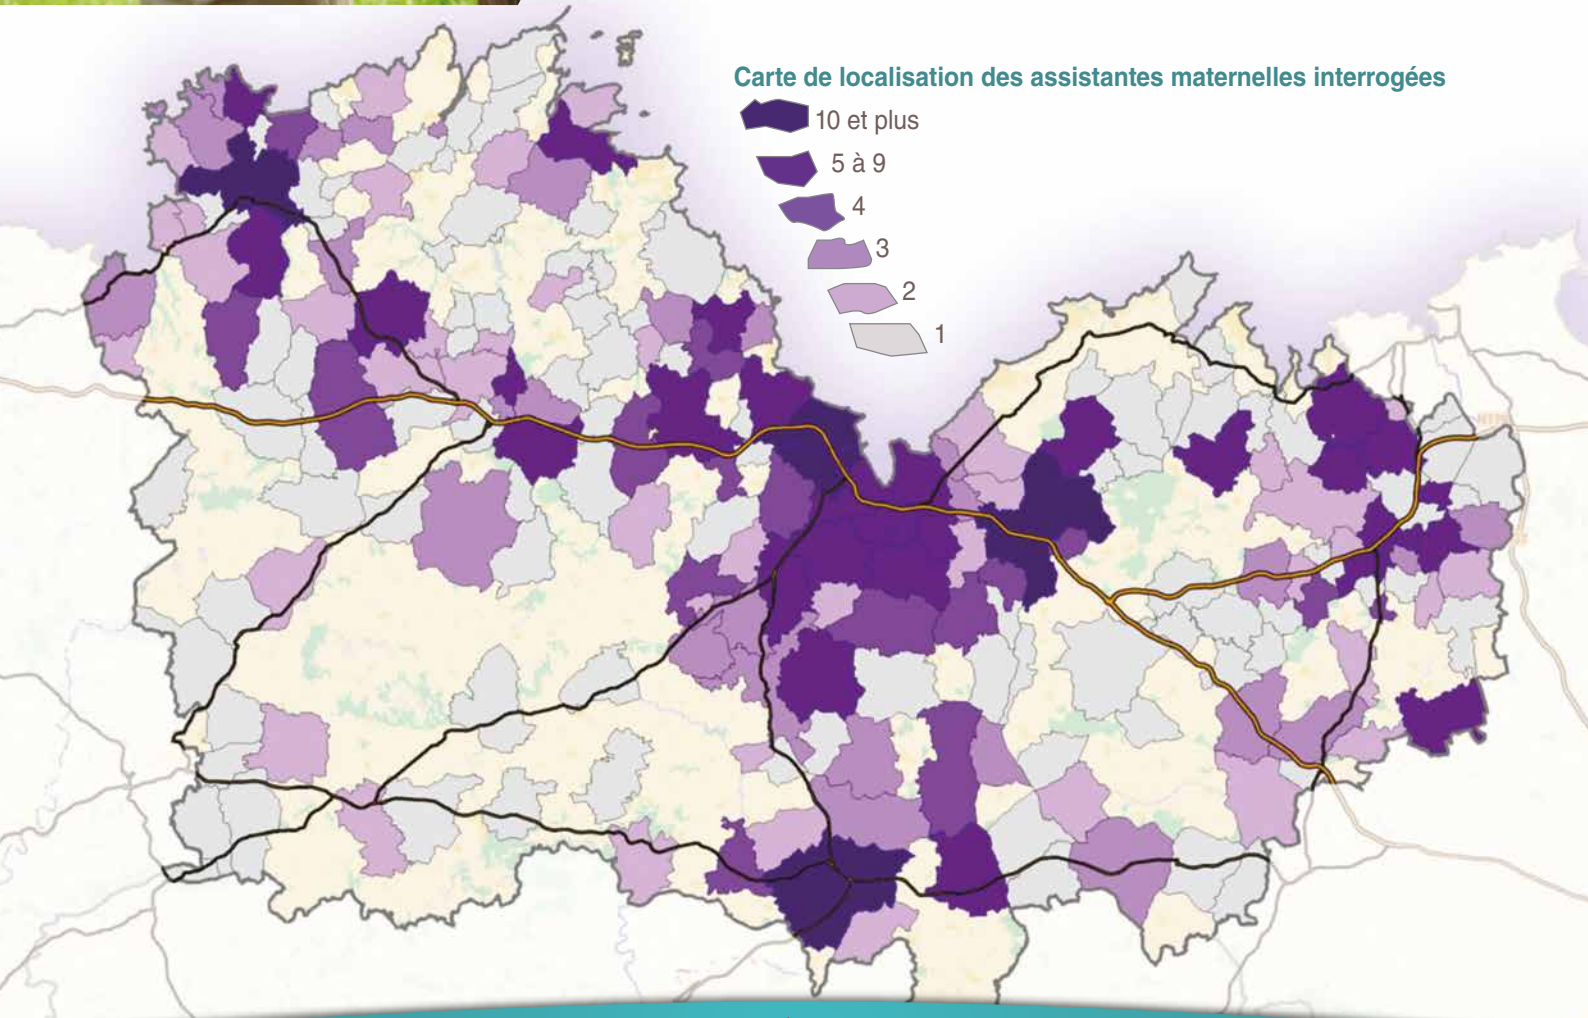 Carte de localisation des assistantes maternelles interrogées
10 et plus
5 à 9
4
3
2
1